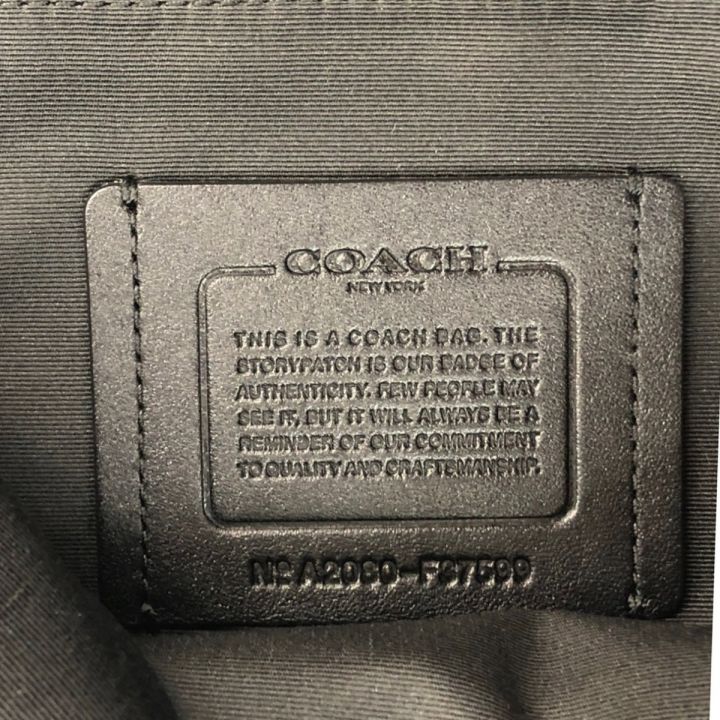 COACH
NEW YORK
THIS IS A COACH BAG. THE
STORYPATCH IS OUR BADGE OF
AUTHENTICITY. FEW PEOPLE MAY
SEE IT, BUT IT WILL ALWAYS BE A
REMINDER OF OUR COMMITMENT
TO QUALITY AND CRAFTSMANSHIP.
Nº A2090-F37599